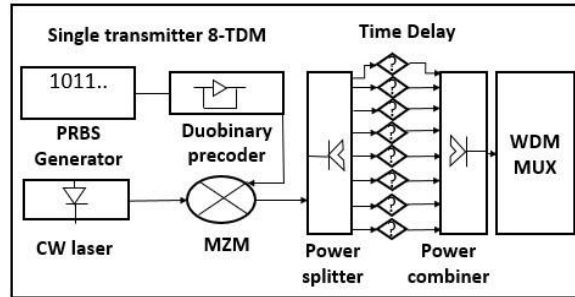 Single transmitter 8-TDM
Time Delay
1011..
PRBS
Generator
Duobinary
precoder
CW laser
MZM
Power
splitter
?
?
?
?
?
?
?
?
Power
combiner
WDM
MUX